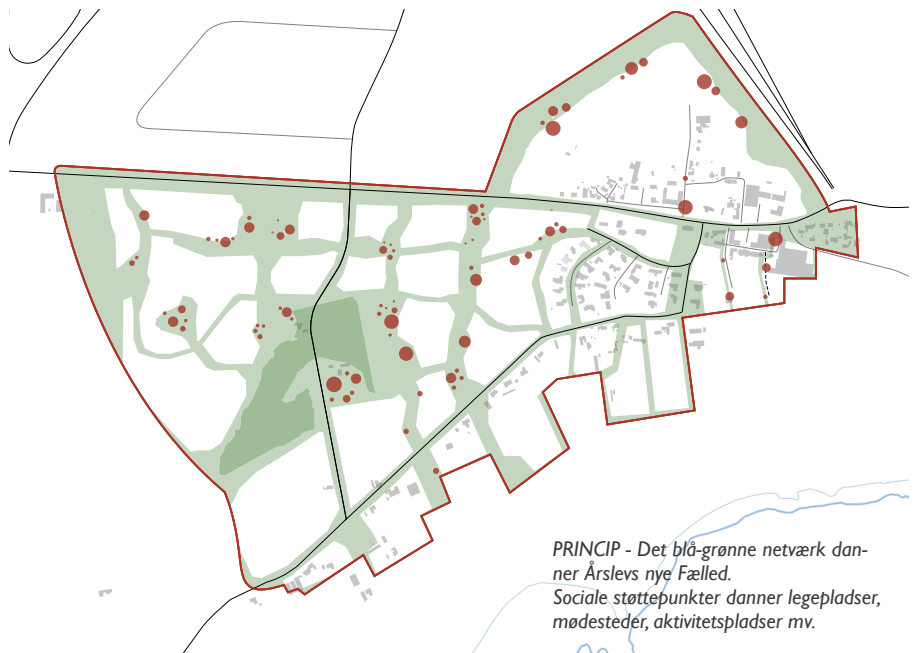 PRINCIP - Det blå-grønne netværk dan-
ner Årslevs nye Fælled.
Sociale støttepunkter danner legepladser,
mødesteder, aktivitetspladser mv.